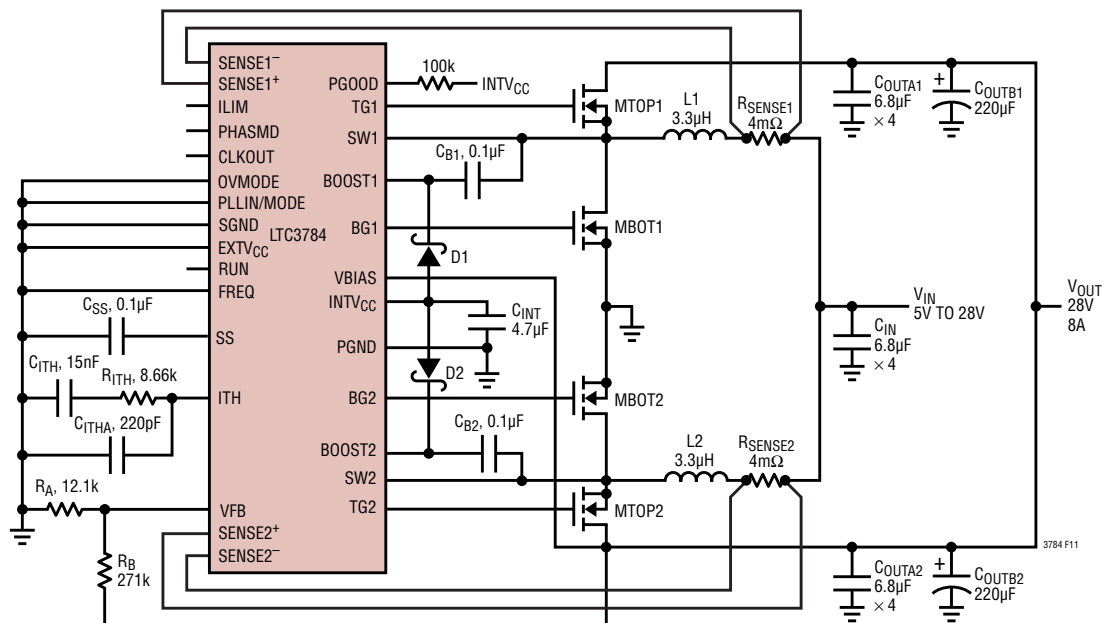 SENSE1–
SENSE1+
ILIM
PHASMD
CLKOUT
OVMODE
PLLIN/MODE
SGND
EXTVCC
RUN
FREQ
SS
ITH
VFB
SENSE2+
SENSE2–
LTC3784
PGOOD
TG1
SW1
BOOST1
BG1
VBIAS
INTVCC
PGND
BG2
BOOST2
SW2
TG2
100k
INTVCC
CB1, 0.1µF
D1
CINT
4.7µF
D2
CB2, 0.1µF
CSS, 0.1µF
CITH, 15nF
RITH, 8.66k
CITHA, 220pF
RA, 12.1k
RB
271k
MTOP1
MBOT1
MBOT2
MTOP2
L1
3.3µH
RSENSE1
4mΩ
L2
3.3µH
RSENSE2
4mΩ
COUTA1
6.8µF
× 4
+
COUTB1
220µF
VIN
5V TO 28V
CIN
6.8µF
× 4
VOUT
28V
8A
COUTA2
6.8µF
× 4
+
COUTB2
220µF
3784 F11